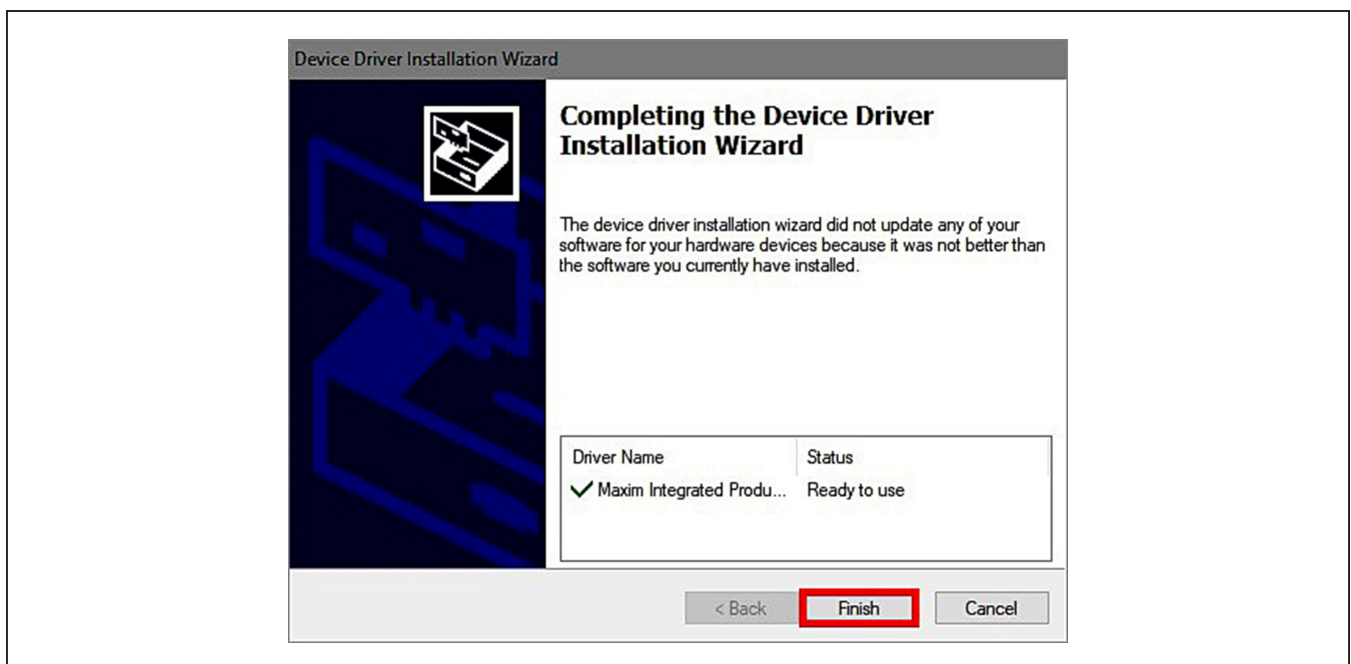 Device Driver Installation Wizard
Completing the Device Driver
Installation Wizard
The device driver installation wizard did not update any of your
software for your hardware devices because it was not better than
the software you currently have installed.
Driver Name Status
Maxim Integrated Produ... Ready to use
< Back Finish Cancel